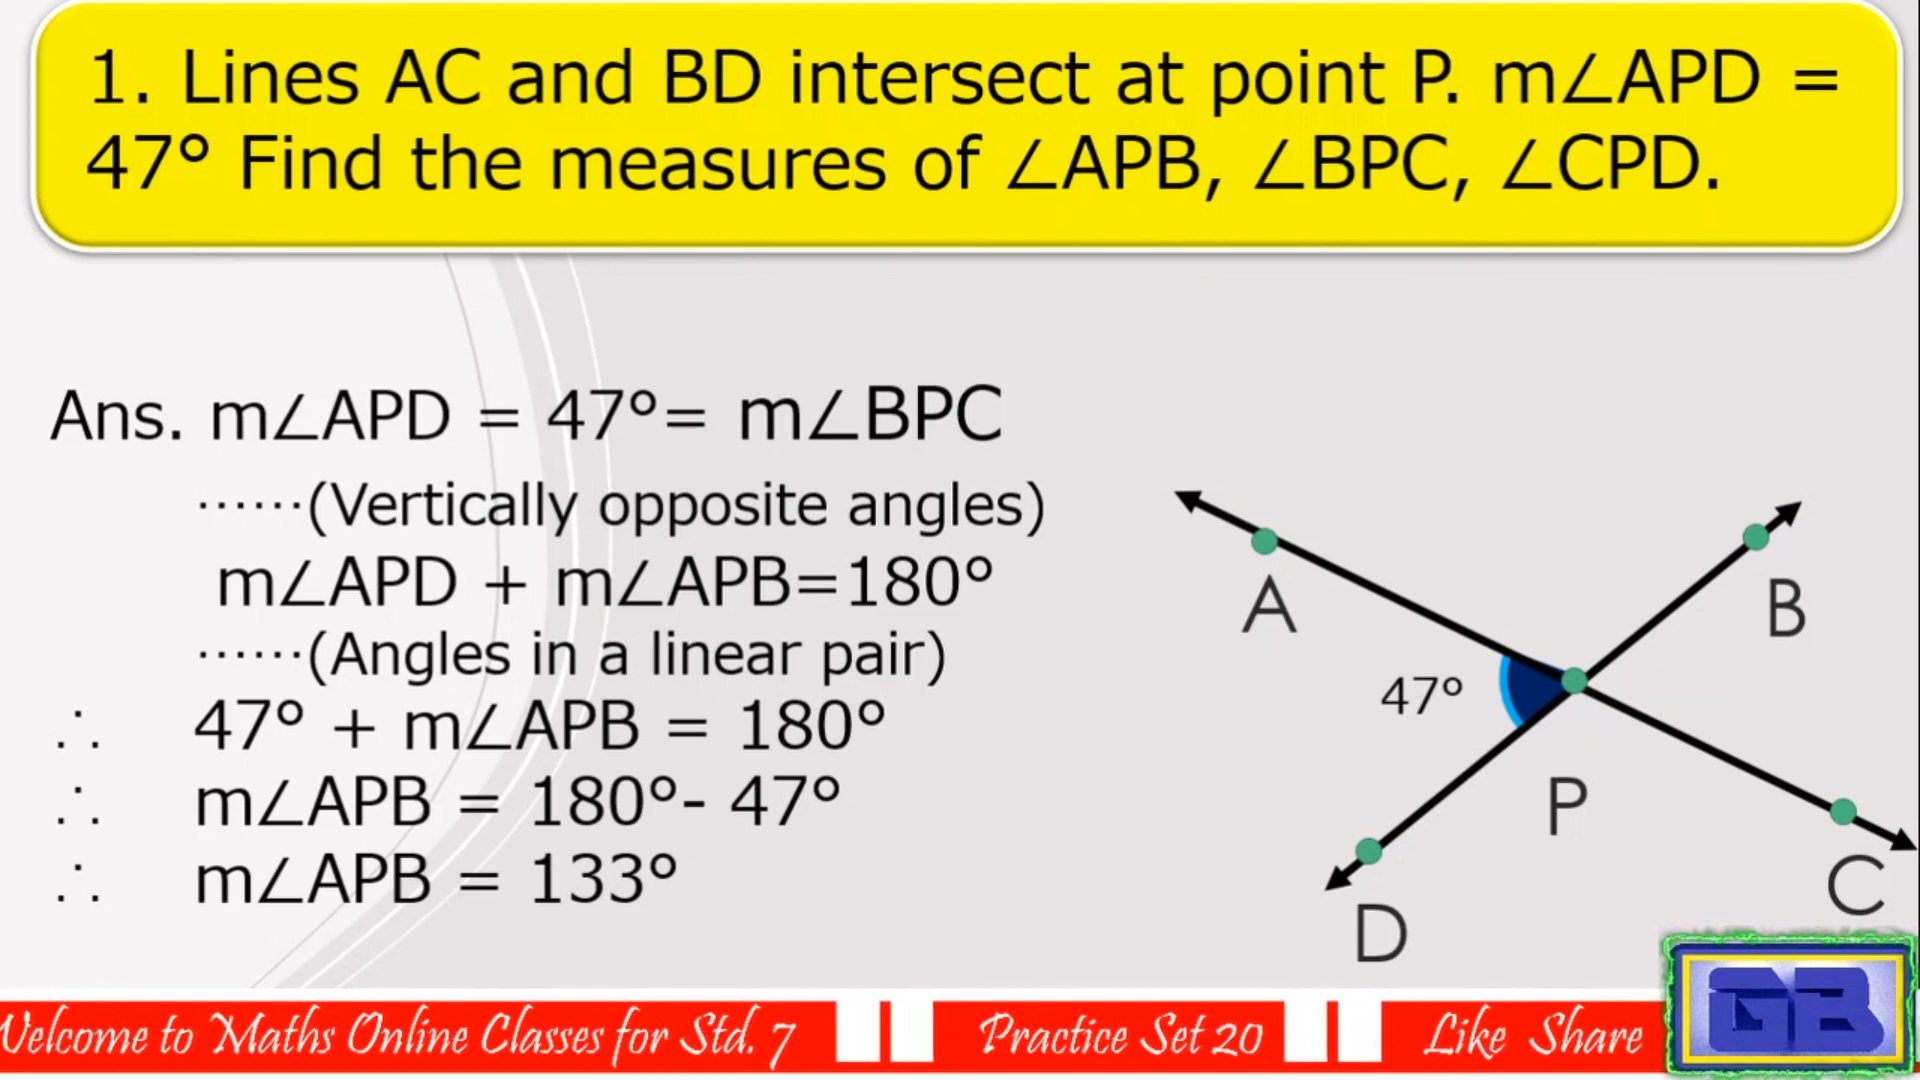 1. Lines AC and BD intersect at point P. m∠APD =
47° Find the measures of ∠APB, ∠BPC, ∠CPD.
Ans. m∠APD = 47°= m∠BPC
······(Vertically opposite angles)
m∠APD + m∠APB=180°
······(Angles in a linear pair)
∴ 47° + m∠APB = 180°
∴ m∠APB = 180°- 47°
∴ m∠APB = 133°
A
B
47°
P
C
D
Welcome to Maths Online Classes for Std. 7
Practice Set 20
Like Share
GB